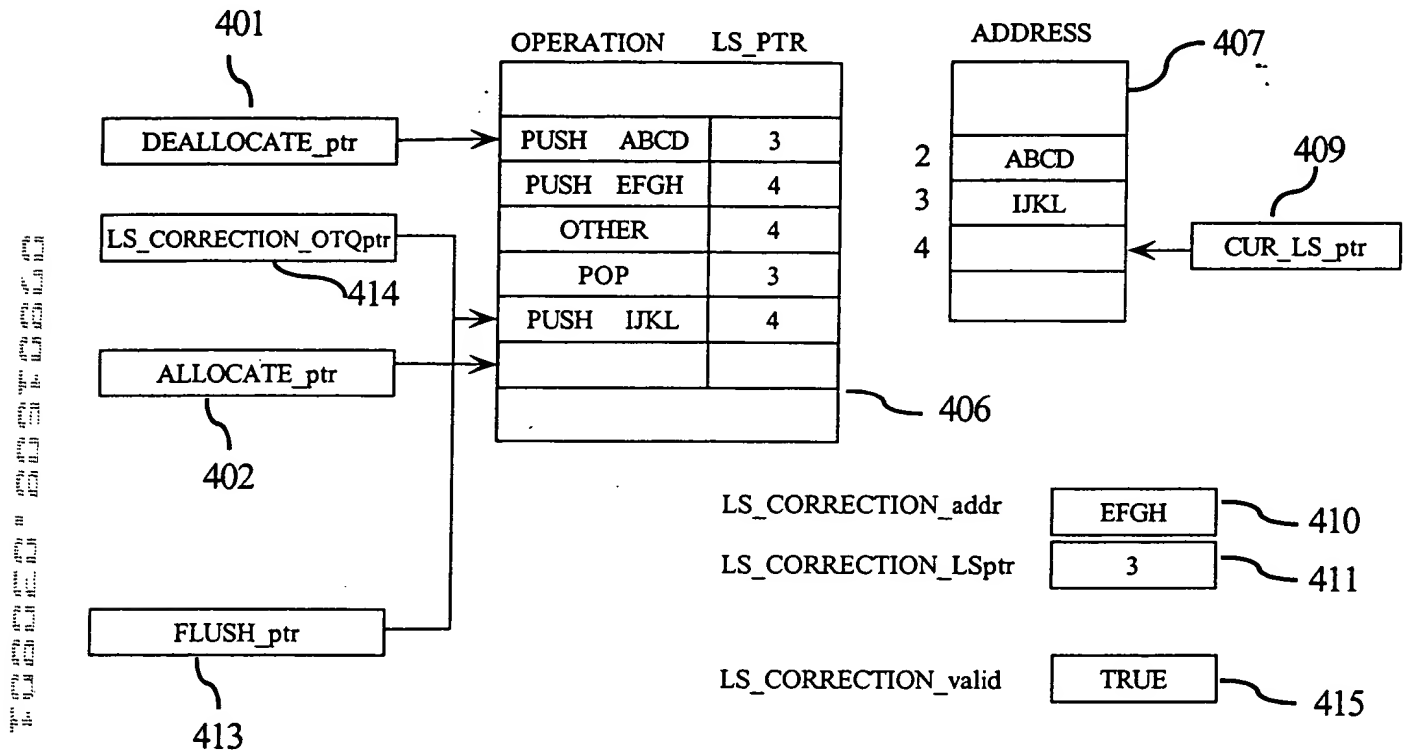 401
OPERATION LS_PTR
ADDRESS
407
DEALLOCATE_ptr
PUSH ABCD 3
PUSH EFGH 4
OTHER 4
POP 3
PUSH IJKL 4
2 ABCD
3 IJKL
4
409
CUR_LS_ptr
LS_CORRECTION_OTQptr
414
ALLOCATE_ptr
402
406
LS_CORRECTION_addr EFGH 410
LS_CORRECTION_LSptr 3 411
FLUSH_ptr
413
LS_CORRECTION_valid TRUE 415